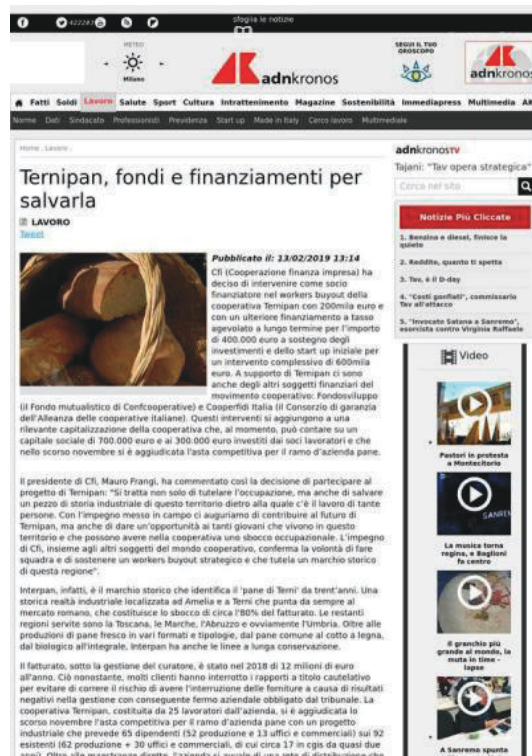 sfoglia le notizie
METEO
Milano
adnkronos
SEGUI IL TUO
OROSCOPO
adnkronos
Fatti Soldi Lavoro Salute Sport Cultura Intrattenimento Magazine Sostenibilità Immediapress Multimedia
Norme Dati Sindacato Professionisti Previdenza Start up Made in Italy Cerco lavoro Multimediale
Home . Lavoro .
Ternipan, fondi e finanziamenti per
salvarla
LAVORO
Tweet
Pubblicato il: 13/02/2019 13:14
Cfi (Cooperazione finanza impresa) ha
deciso di intervenire come socio
finanziatore nel workers buyout della
cooperativa Ternipan con 200mila euro e
con un ulteriore finanziamento a tasso
agevolato a lungo termine per l'importo
di 400.000 euro a sostegno degli
investimenti e dello start up iniziale per
un intervento complessivo di 600mila
euro. A supporto di Ternipan ci sono
anche degli altri soggetti finanziari del
movimento cooperativo: Fondosviluppo
(il Fondo mutualistico di Confcooperative) e Cooperfidi Italia (il Consorzio di garanzia
dell'Alleanza delle cooperative italiane). Questi interventi si aggiungono a una
rilevante capitalizzazione della cooperativa che, al momento, può contare su un
capitale sociale di 700.000 euro e ai 300.000 euro investiti dai soci lavoratori e che
nello scorso novembre si è aggiudicata l'asta competitiva per il ramo d'azienda pane.
Il presidente di Cfi, Mauro Frangi, ha commentato così la decisione di partecipare al
progetto di Ternipan: "Si tratta non solo di tutelare l'occupazione, ma anche di salvare
un pezzo di storia industriale di questo territorio dietro alla quale c'è il lavoro di tante
persone. Con l'impegno messo in campo ci auguriamo di contribuire al futuro di
Ternipan, ma anche di dare un'opportunità ai tanti giovani che vivono in questo
territorio e che possono avere nella cooperativa uno sbocco occupazionale. L'impegno
di Cfi, insieme agli altri soggetti del mondo cooperativo, conferma la volontà di fare
squadra e di sostenere un workers buyout strategico e che tutela un marchio storico
di questa regione".
Interpan, infatti, è il marchio storico che identifica il 'pane di Terni' da trent'anni. Una
storica realtà industriale localizzata ad Amelia e a Terni che punta da sempre al
mercato romano, che costituisce lo sbocco di circa l'80% del fatturato. Le restanti
regioni servite sono la Toscana, le Marche, l'Abruzzo e ovviamente l'Umbria. Oltre alle
produzioni di pane fresco in vari formati e tipologie, dal pane comune al cotto a legna,
dal biologico all'integrale, Interpan ha anche le linee a lunga conservazione.
Il fatturato, sotto la gestione del curatore, è stato nel 2018 di 12 milioni di euro
all'anno. Ciò nonostante, molti clienti hanno interrotto i rapporti a titolo cautelativo
per evitare di correre il rischio di avere l'interruzione delle forniture a causa di risultati
negativi nella gestione con conseguente fermo aziendale obbligato dal tribunale. La
cooperativa Ternipan, costituita da 25 lavoratori dall'azienda, si è aggiudicata lo
scorso novembre l'asta competitiva per il ramo d'azienda pane con un progetto
industriale che prevede 65 dipendenti (52 produzione e 13 uffici e commerciali) sui 92
esistenti (62 produzione + 30 uffici e commerciali, di cui circa 17 in cgis da quasi due
adnkronosTV
Tajani: "Tav opera strategica"
Cerca nel sito
Notizie Più Cliccate
1. Benzina e diesel, finisce la
quiete
2. Reddito, quanto ti spetta
3. Tav, è il D-day
4. "Costi gonfiati", commissario
Tav all'attacco
5. "Invocate Satana a Sanremo",
esorcista contro Virginia Raffaele
Video
Pastori in protesta
a Montecitorio
La musica torna
regina, e Baglioni
fa centro
Il granchio più
grande al mondo, la
muta in time -
lapse
A Sanremo spunta